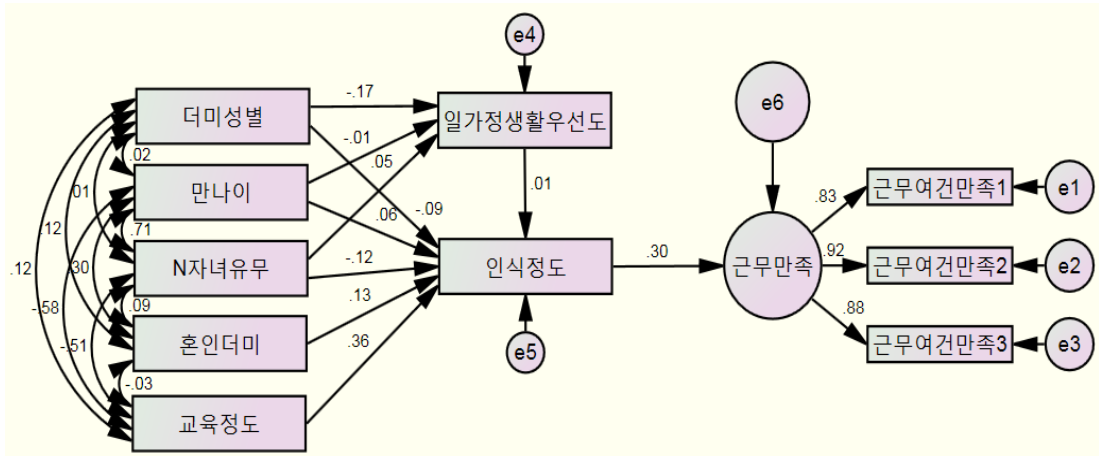 e4
더미성별
-.17
일가정생활우선도
e6
-.01
.02
.05
만나이
.01
.01
근무여건만족1
e1
.83
.12
.06
-.09
.71
N자녀유무
-.12
인식정도
.30
근무만족
.92
근무여건만족2
e2
.12
.30
.09
.13
.88
-.58
혼인더미
.36
e5
근무여건만족3
e3
-.51
-.03
교육정도